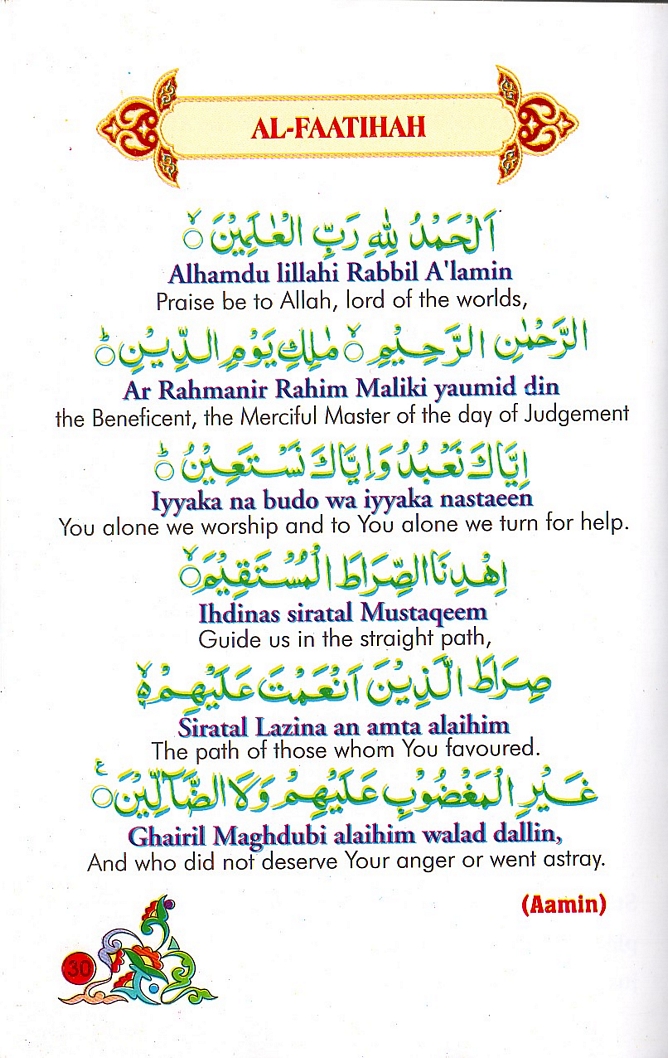 AL-FAATIHAH
اَلْحَمْدُ لِلّٰهِ رَبِّ الْعٰلَمِيْنَ ۙ
Alhamdu lillahi Rabbil A'lamin
Praise be to Allah, lord of the worlds,
الرَّحْمٰنِ الرَّحِيْمِ ۙ مٰلِكِ يَوْمِ الدِّيْنِ ؕ
Ar Rahmanir Rahim Maliki yaumid din
the Beneficent, the Merciful Master of the day of Judgement
اِيَّاكَ نَعْبُدُ وَاِيَّاكَ نَسْتَعِيْنُ ؕ
Iyyaka na budo wa iyyaka nastaeen
You alone we worship and to You alone we turn for help.
اِهْدِنَا الصِّرَاطَ الْمُسْتَقِيْمَ ۙ
Ihdinas siratal Mustaqeem
Guide us in the straight path,
صِرَاطَ الَّذِيْنَ اَنْعَمْتَ عَلَيْهِمْ ۙ
Siratal Lazina an amta alaihim
The path of those whom You favoured.
غَيْرِ الْمَغْضُوْبِ عَلَيْهِمْ وَلَا الضَّآلِّيْنَ ع
Ghairil Maghdubi alaihim walad dallin,
And who did not deserve Your anger or went astray.
(Aamin)
30